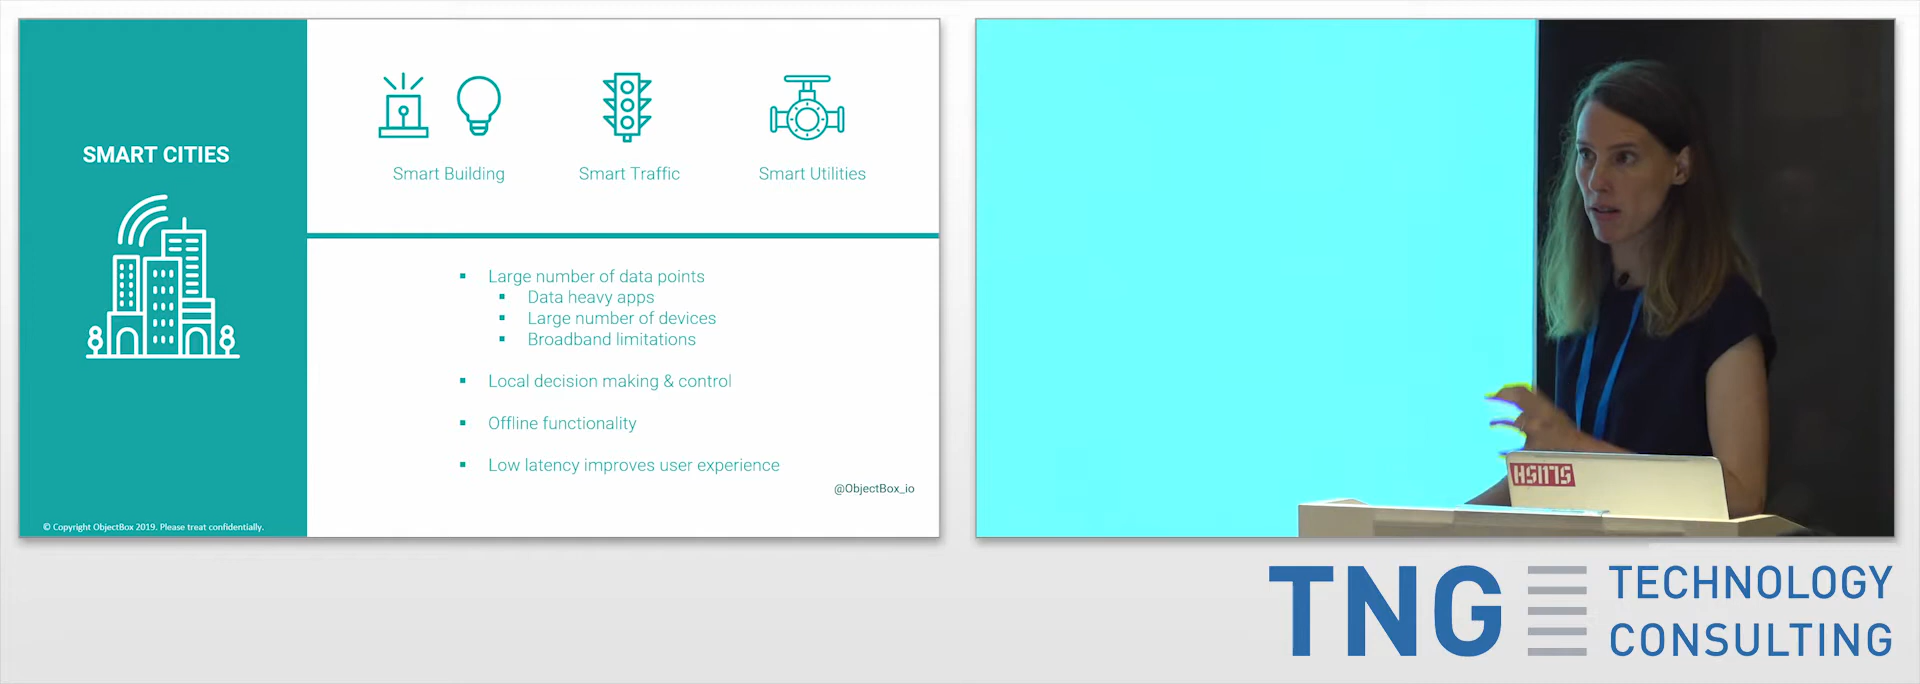 SMART CITIES
© Copyright ObjectBox 2019. Please treat confidentially.
Smart Building
Smart Traffic
Smart Utilities
Large number of data points
Data heavy apps
Large number of devices
Broadband limitations
Local decision making & control
Offline functionality
Low latency improves user experience
@ObjectBox_io
TNG TECHNOLOGY
CONSULTING